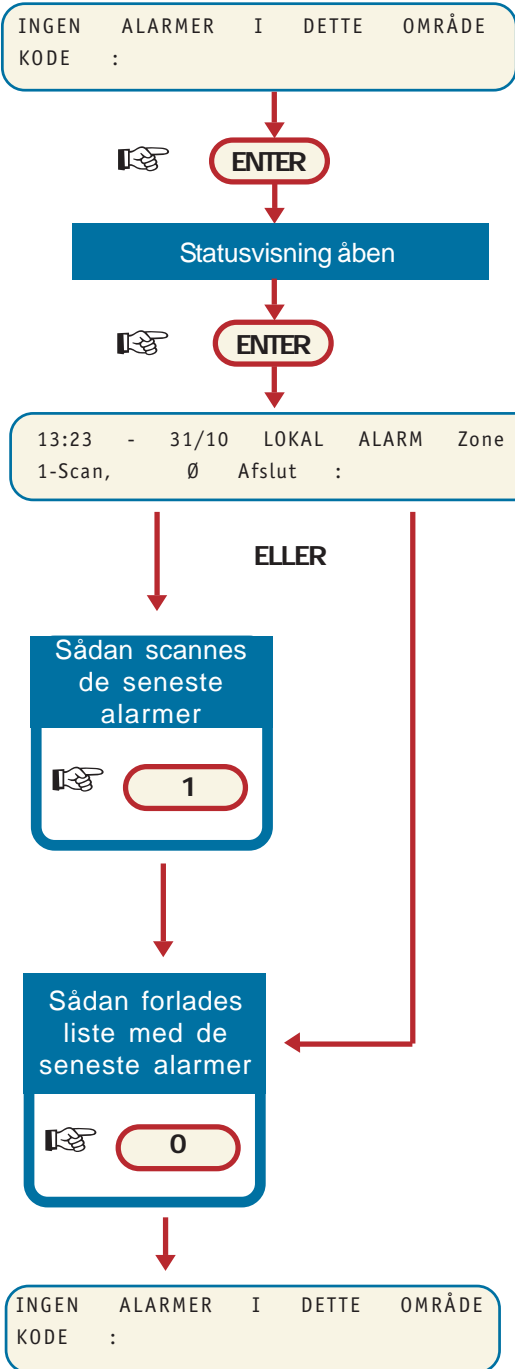 INGEN ALARMER I DETTE OMRÅDE
KODE :
ENTER
Statusvisning åben
ENTER
13:23 - 31/10 LOKAL ALARM Zone
1-Scan, Ø Afslut :
ELLER
Sådan scannes
de seneste
alarmer
1
Sådan forlades
liste med de
seneste alarmer
0
INGEN ALARMER I DETTE OMRÅDE
KODE :